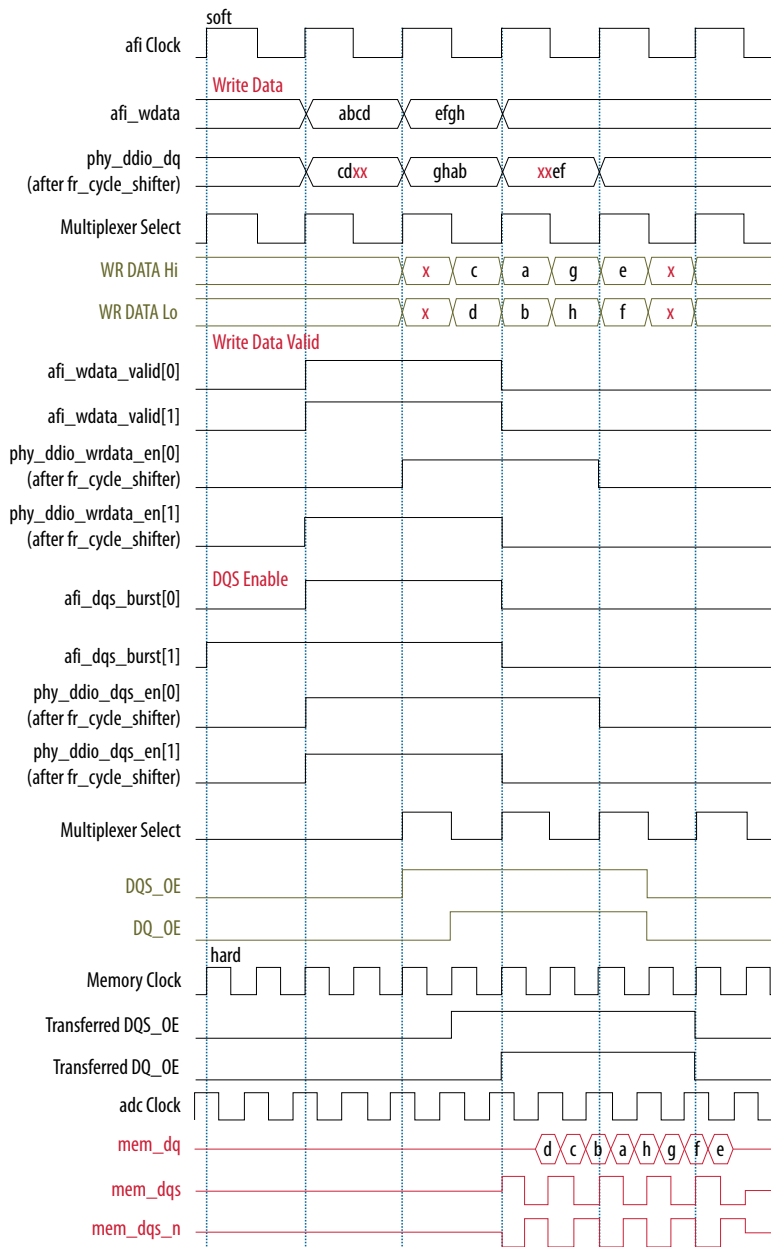 soft
afi Clock
Write Data
afi_wdata abcd efgh
phy_ddio_dq
(after fr_cycle_shifter) cdxx ghab xxef
Multiplexer Select
WR DATA Hi x c a g e x
WR DATA Lo x d b h f x
Write Data Valid
afi_wdata_valid[0]
afi_wdata_valid[1]
phy_ddio_wrdata_en[0]
(after fr_cycle_shifter)
phy_ddio_wrdata_en[1]
(after fr_cycle_shifter)
DQS Enable
afi_dqs_burst[0]
afi_dqs_burst[1]
phy_ddio_dqs_en[0]
(after fr_cycle_shifter)
phy_ddio_dqs_en[1]
(after fr_cycle_shifter)
Multiplexer Select
DQS_OE
DQ_OE
hard
Memory Clock
Transferred DQS_OE
Transferred DQ_OE
adc Clock
mem_dq d c b a h g f e
mem_dqs
mem_dqs_n